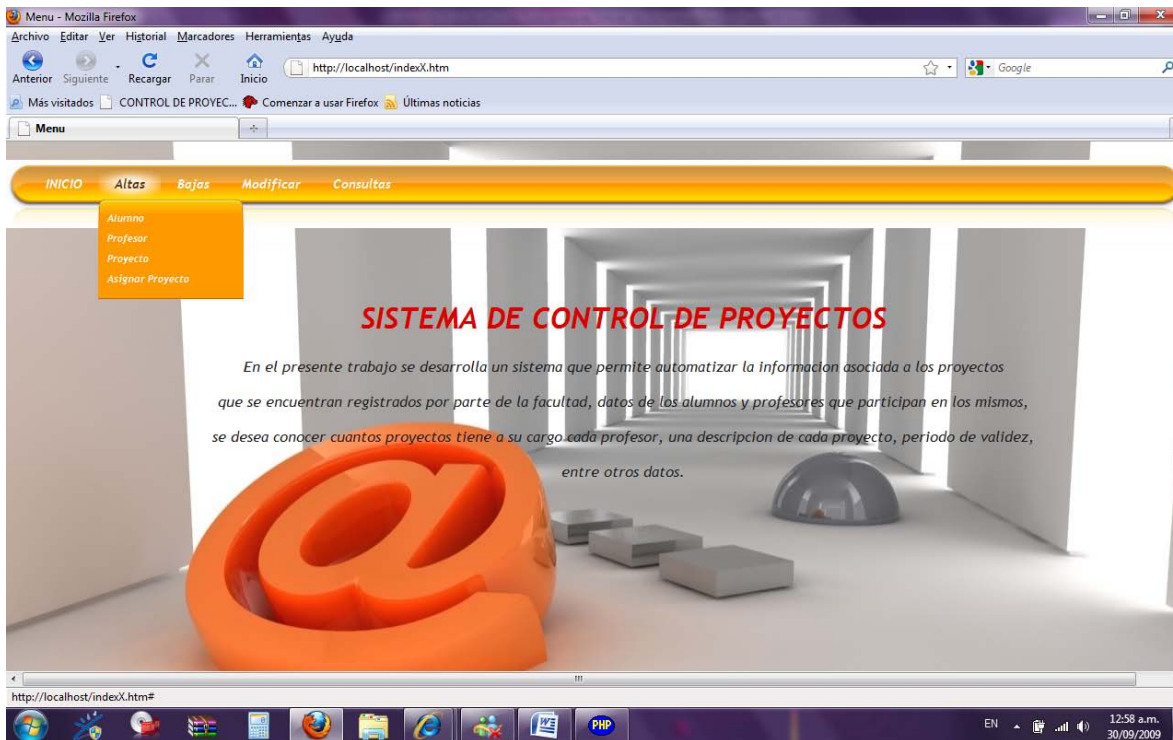 Menu - Mozilla Firefox
Archivo Editar Ver Historial Marcadores Herramientas Ayuda
Anterior Siguiente Recargar Parar Inicio
http://localhost/indexX.htm
Google
Más visitados CONTROL DE PROYEC... Comenzar a usar Firefox Últimas noticias
Menu
INICIO Altas Bajas Modificar Consultas
Alumno
Profesor
Proyecto
Asignar Proyecto
SISTEMA DE CONTROL DE PROYECTOS
En el presente trabajo se desarrolla un sistema que permite automatizar la informacion asociada a los proyectos
que se encuentran registrados por parte de la facultad, datos de los alumnos y profesores que participan en los mismos,
se desea conocer cuantos proyectos tiene a su cargo cada profesor, una descripcion de cada proyecto, periodo de validez,
entre otros datos.
http://localhost/indexX.htm#
PHP
EN
12:58 a.m.
30/09/2009